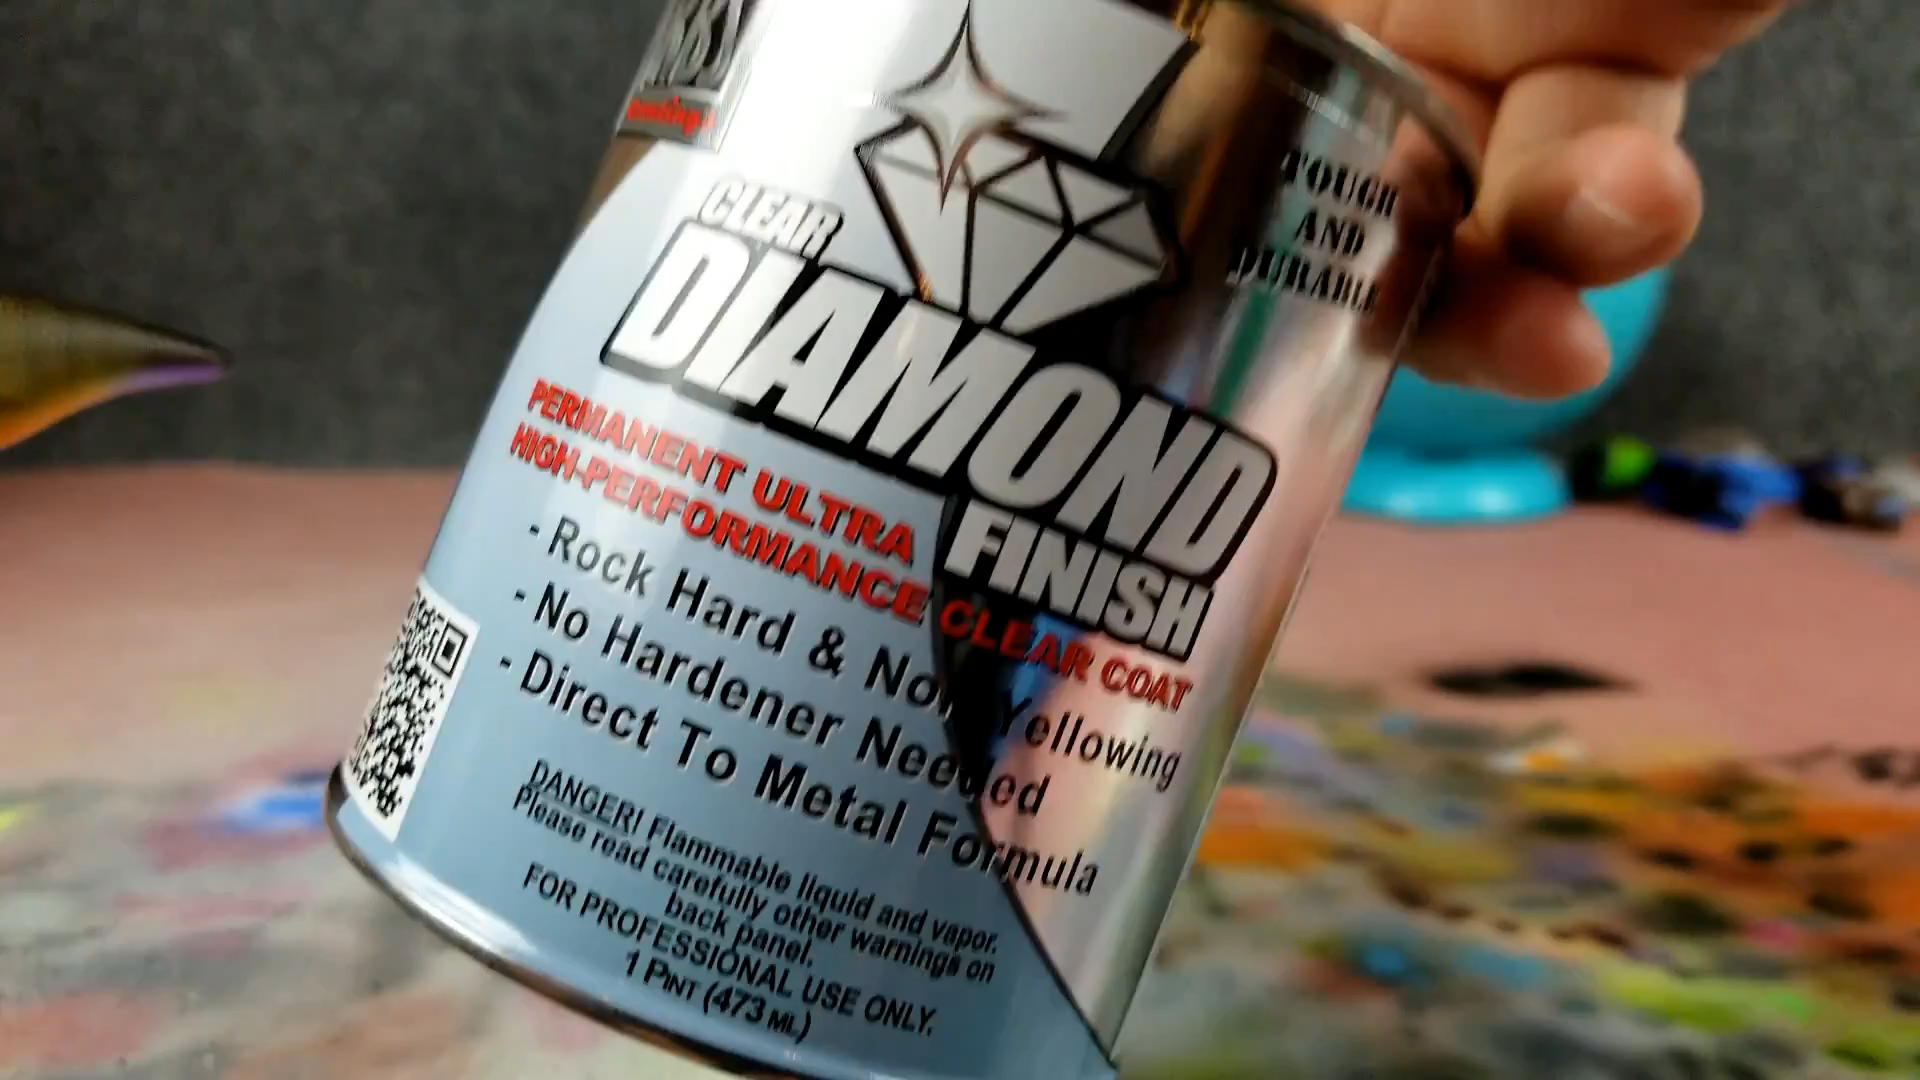 Coatings
CLEAR
DIAMOND
FINISH
TOUGH
AND
DURABLE
PERMANENT ULTRA
HIGH-PERFORMANCE CLEAR COAT
- Rock Hard & Non Yellowing
- No Hardener Needed
- Direct To Metal Formula
DANGER! Flammable liquid and vapor.
Please read carefully other warnings on
back panel.
FOR PROFESSIONAL USE ONLY.
1 PINT (473 ML)